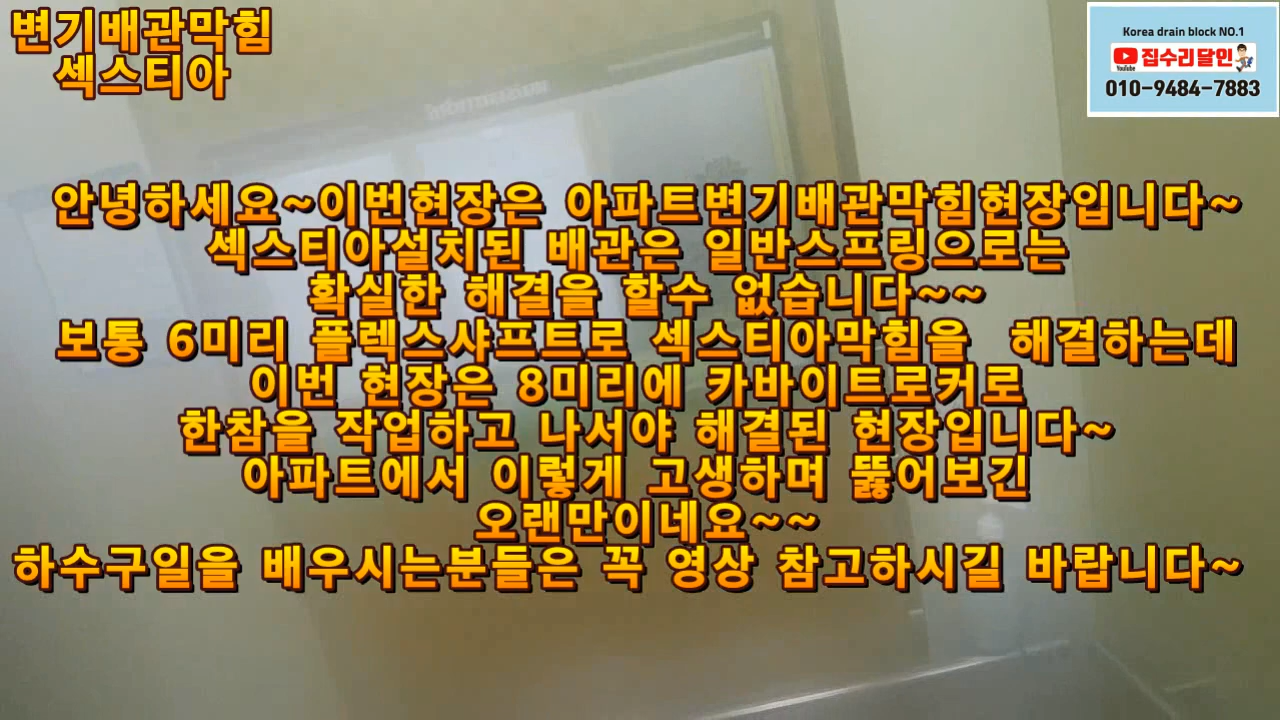 변기배관막힘
섹스티아
Korea drain block NO.1
YouTube 집수리달인
010-9484-7883
안녕하세요~이번현장은 아파트변기배관막힘현장입니다~
섹스티아설치된 배관은 일반스프링으로는
확실한 해결을 할수 없습니다~~
보통 6미리 플렉스샤프트로 섹스티아막힘을 해결하는데
이번 현장은 8미리에 카바이트로커로
한참을 작업하고 나서야 해결된 현장입니다~
아파트에서 이렇게 고생하며 뚫어보긴
오랜만이네요~~
하수구일을 배우시는분들은 꼭 영상 참고하시길 바랍니다~